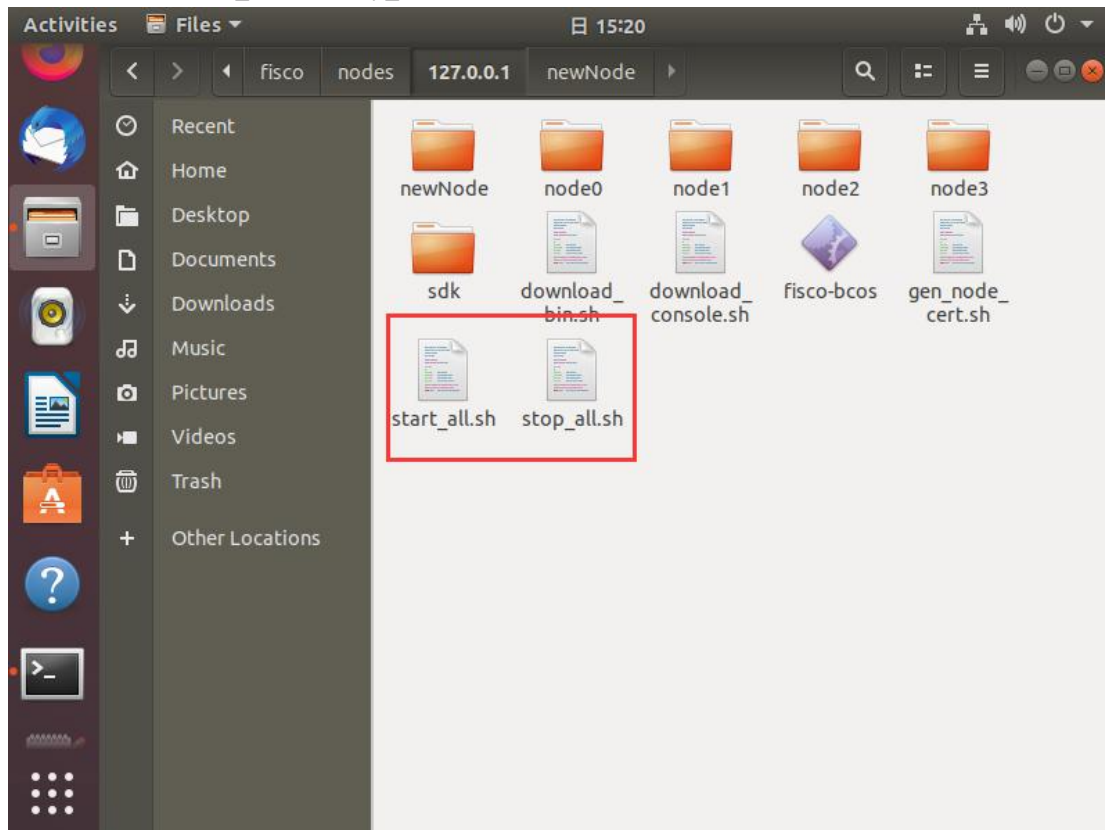 Activities Files 日 15:20
fisco nodes 127.0.0.1 newNode
Recent
Home
Desktop
Documents
Downloads
Music
Pictures
Videos
Trash
+ Other Locations
newNode node0 node1 node2 node3
sdk download_ download_ fisco-bcos gen_node_
bin.sh console.sh cert.sh
start_all.sh stop_all.sh